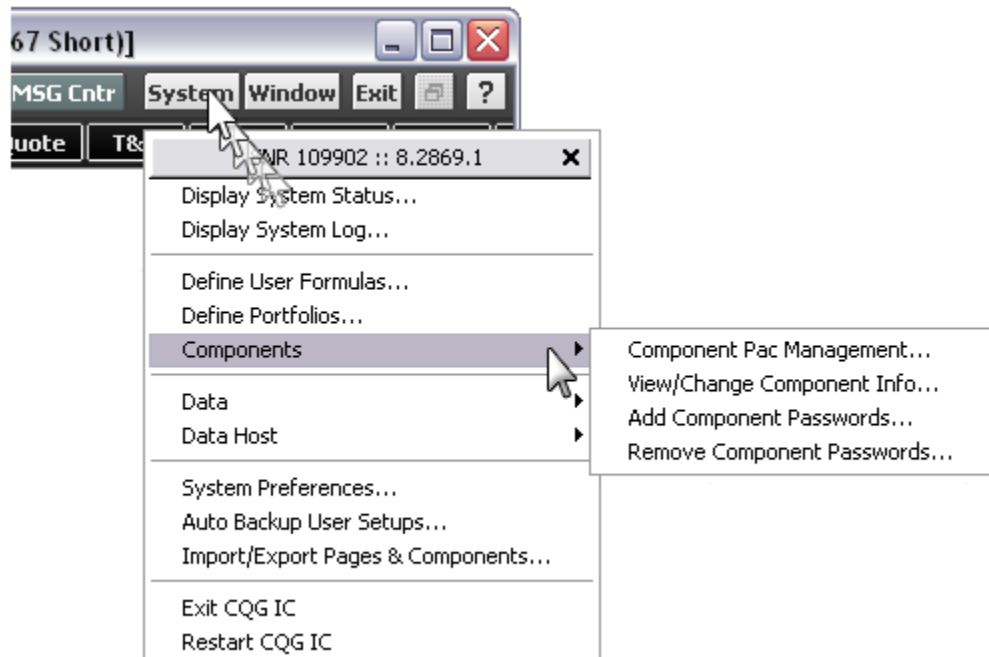 67 Short)]
MSG Cntr System Window Exit ?
uote T&
NR 109902 :: 8.2869.1
Display System Status...
Display System Log...
Define User Formulas...
Define Portfolios...
Components
Component Pac Management...
View/Change Component Info...
Add Component Passwords...
Remove Component Passwords...
Data
Data Host
System Preferences...
Auto Backup User Setups...
Import/Export Pages & Components...
Exit CQG IC
Restart CQG IC